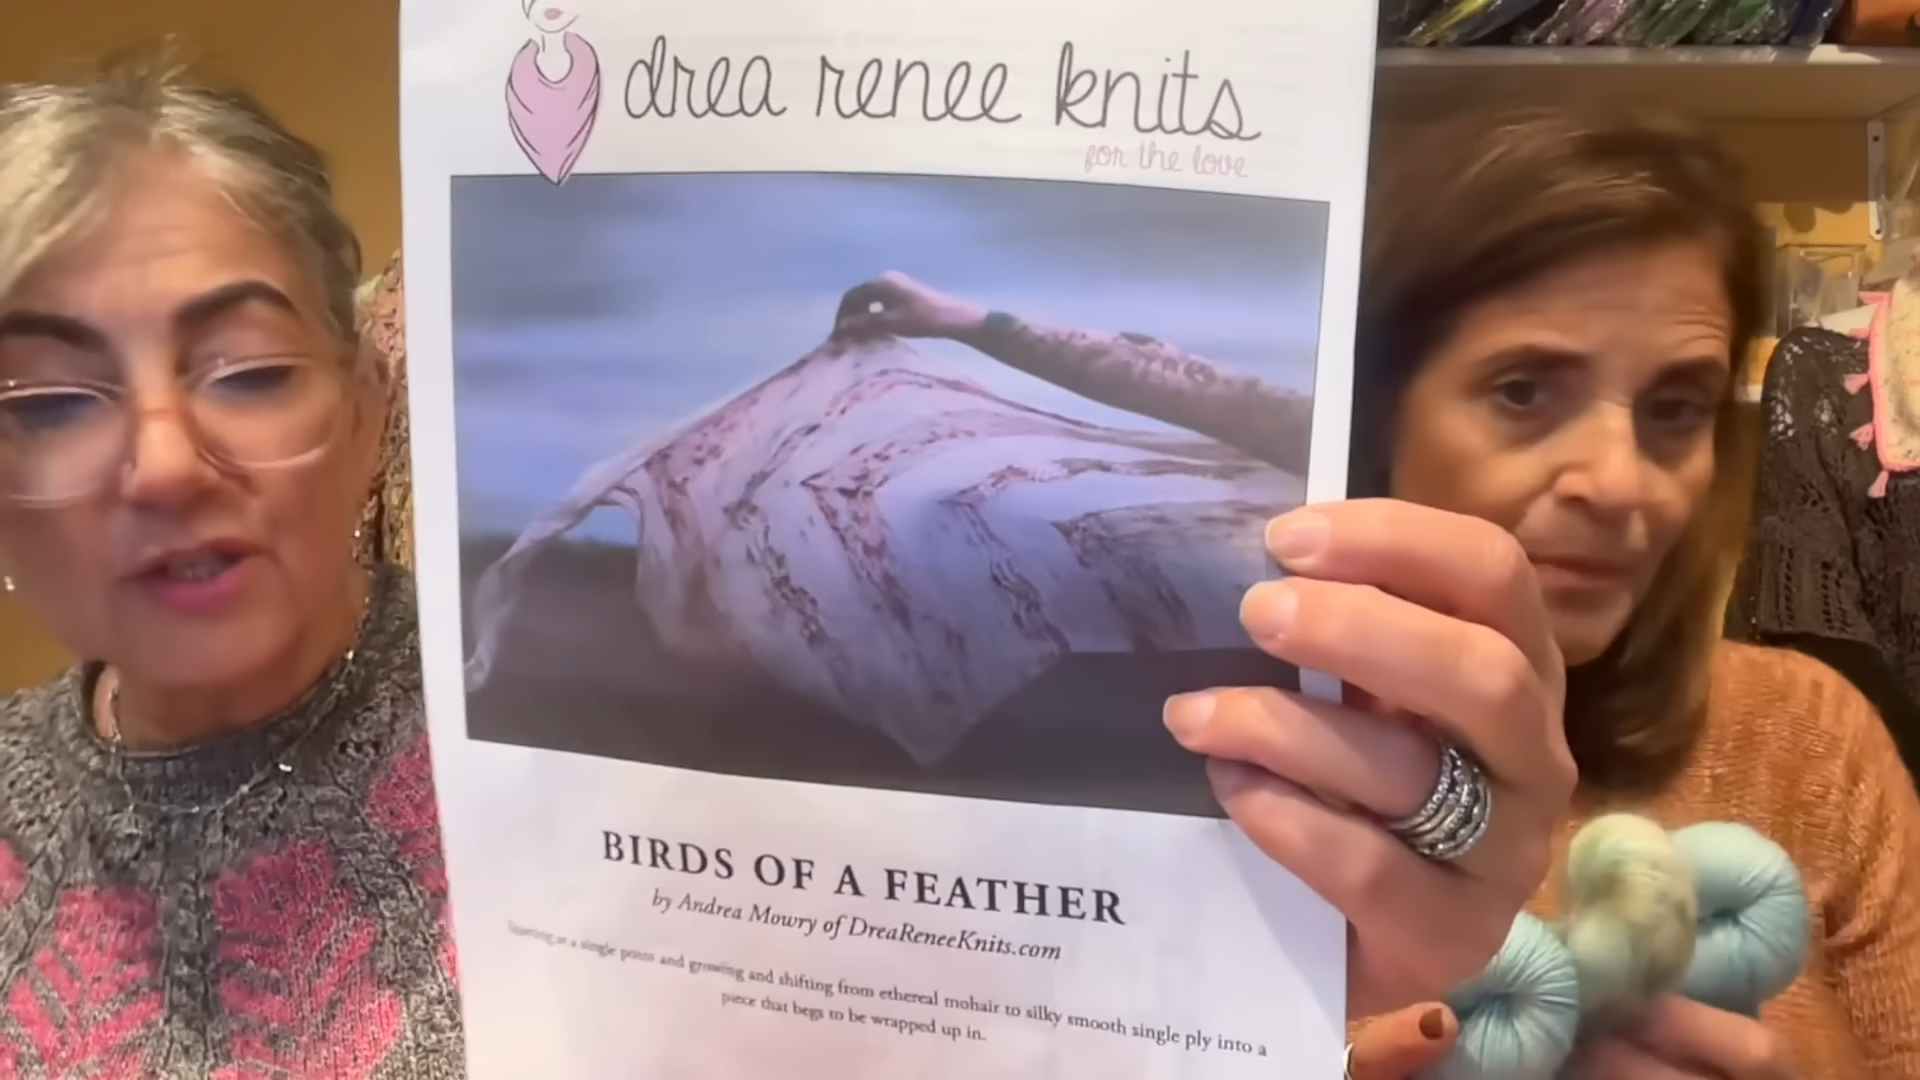 drea renee knits
for the love
BIRDS OF A FEATHER
by Andrea Mowry of DreaReneeKnits.com
a single point and growing and shifting from ethereal mohair to silky smooth single ply into a
piece that begs to be wrapped up in.